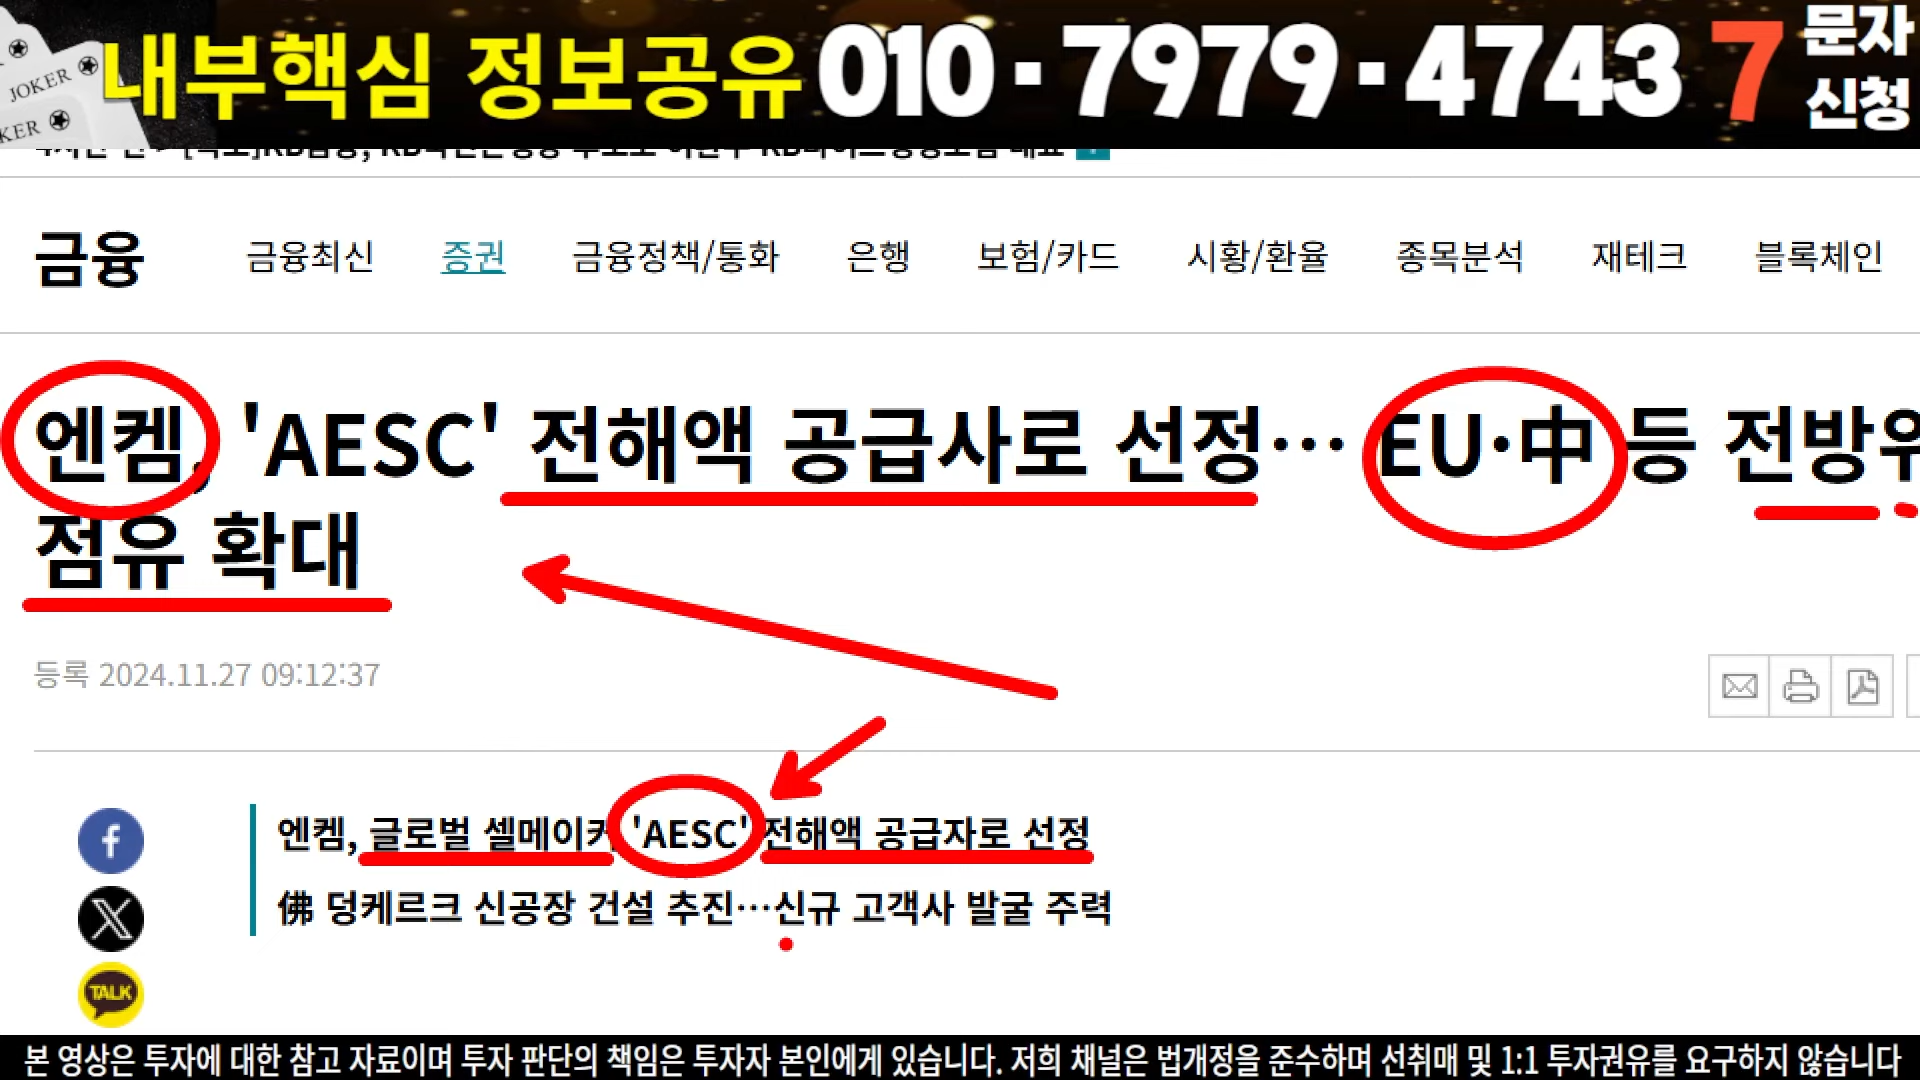 내부핵심 정보공유 010·7979·4743 7 문자 신청
JOKER
KER
금융
금융최신 증권 금융정책/통화 은행 보험/카드 시황/환율 종목분석 재테크 블록체인
엔켐, 'AESC' 전해액 공급사로 선정… EU·中 등 전방위
점유 확대
등록 2024.11.27 09:12:37
엔켐, 글로벌 셀메이커 'AESC' 전해액 공급자로 선정
佛 덩케르크 신공장 건설 추진…신규 고객사 발굴 주력
f
X
TALK
본 영상은 투자에 대한 참고 자료이며 투자 판단의 책임은 투자자 본인에게 있습니다. 저희 채널은 법개정을 준수하며 선취매 및 1:1 투자권유를 요구하지 않습니다